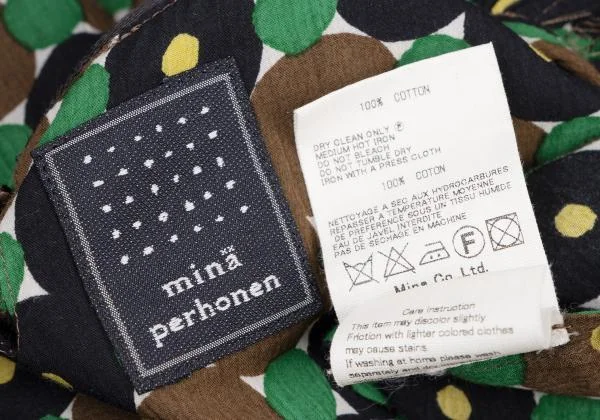 minä
perhonen
100% COTTON
DRY CLEAN ONLY Ⓟ
MEDIUM HOT IRON
DO NOT BLEACH
DO NOT TUMBLE DRY
IRON WITH A PRESS CLOTH
100% COTON
NETTOYAGE A SEC AUX HYDROCARBURES
REPASSER A TEMPERATURE MOYENNE
DE PREFERENCE SOUS UN TISSU HUMIDE
EAU DE JAVEL INTERDITE
PAS DE SECHAGE EN MACHINE
F
Mina Co.,Ltd.
Care instruction
This item may discolor slightly
Friction with lighter colored clothes
may cause stains
If washing at home please wash
separately and